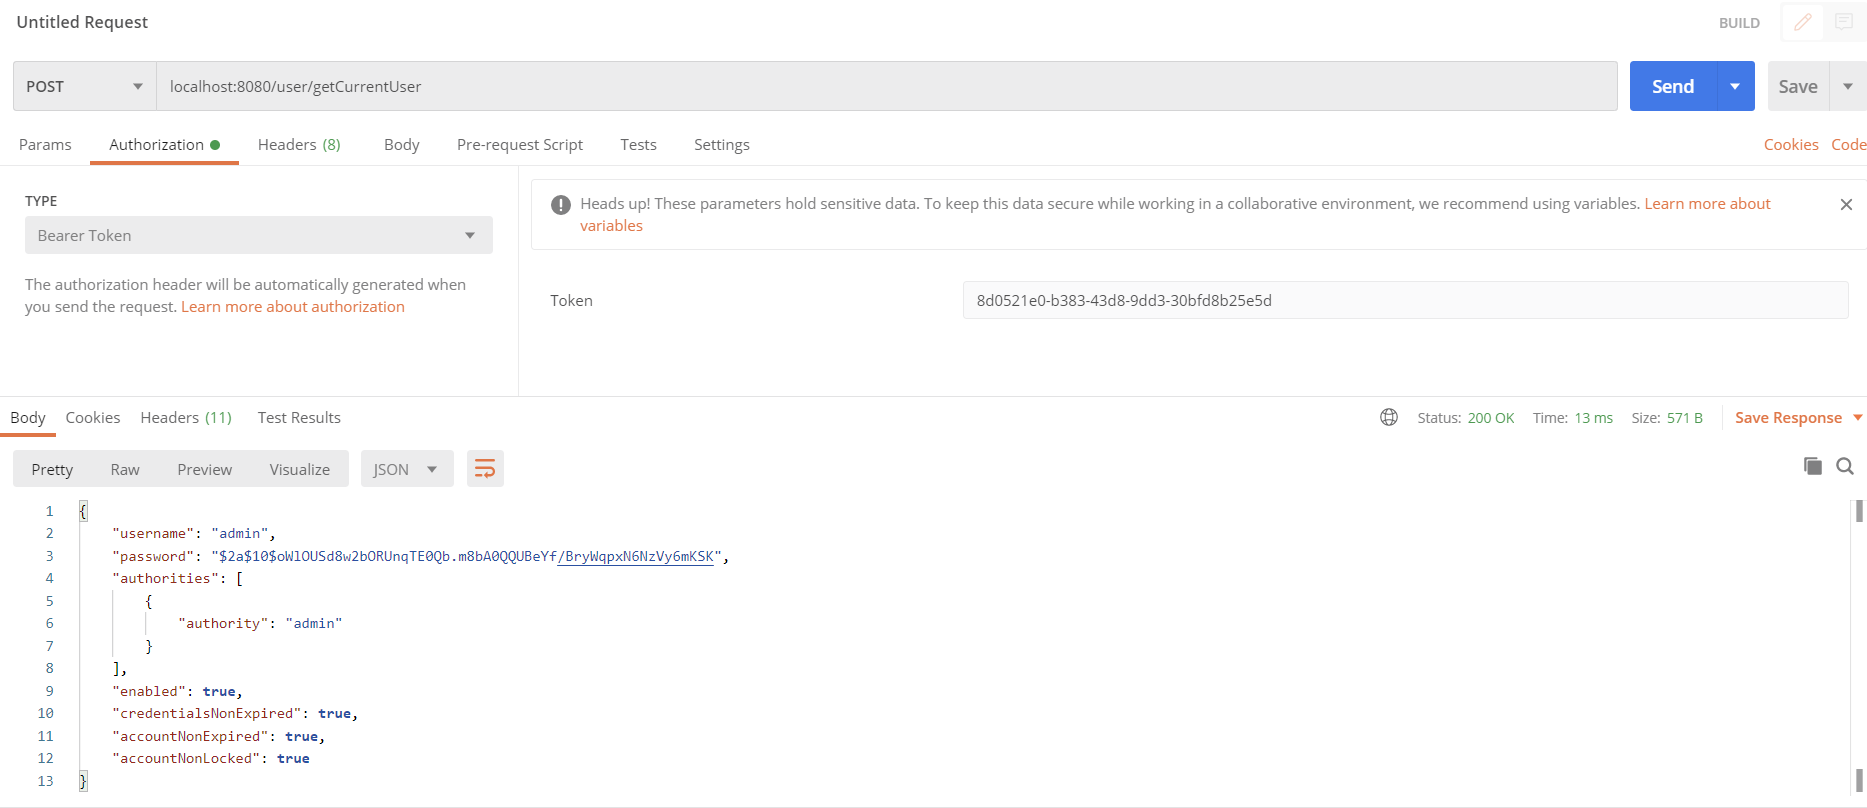 Untitled Request
BUILD
POST
localhost:8080/user/getCurrentUser
Send
Save
Params
Authorization
Headers (8)
Body
Pre-request Script
Tests
Settings
Cookies
Code
TYPE
Bearer Token
The authorization header will be automatically generated when
you send the request. Learn more about authorization
Heads up! These parameters hold sensitive data. To keep this data secure while working in a collaborative environment, we recommend using variables. Learn more about
variables
Token
8d0521e0-b383-43d8-9dd3-30bfd8b25e5d
Body
Cookies
Headers (11)
Test Results
Status: 200 OK
Time: 13 ms
Size: 571 B
Save Response
Pretty
Raw
Preview
Visualize
JSON
1 {
2 "username": "admin",
3 "password": "$2a$10$oWlOUSd8w2bORUnqTE0Qb.m8bA0QQUBeYf/BryWqpxN6NzVy6mKSK",
4 "authorities": [
5 {
6 "authority": "admin"
7 }
8 ],
9 "enabled": true,
10 "credentialsNonExpired": true,
11 "accountNonExpired": true,
12 "accountNonLocked": true
13 }